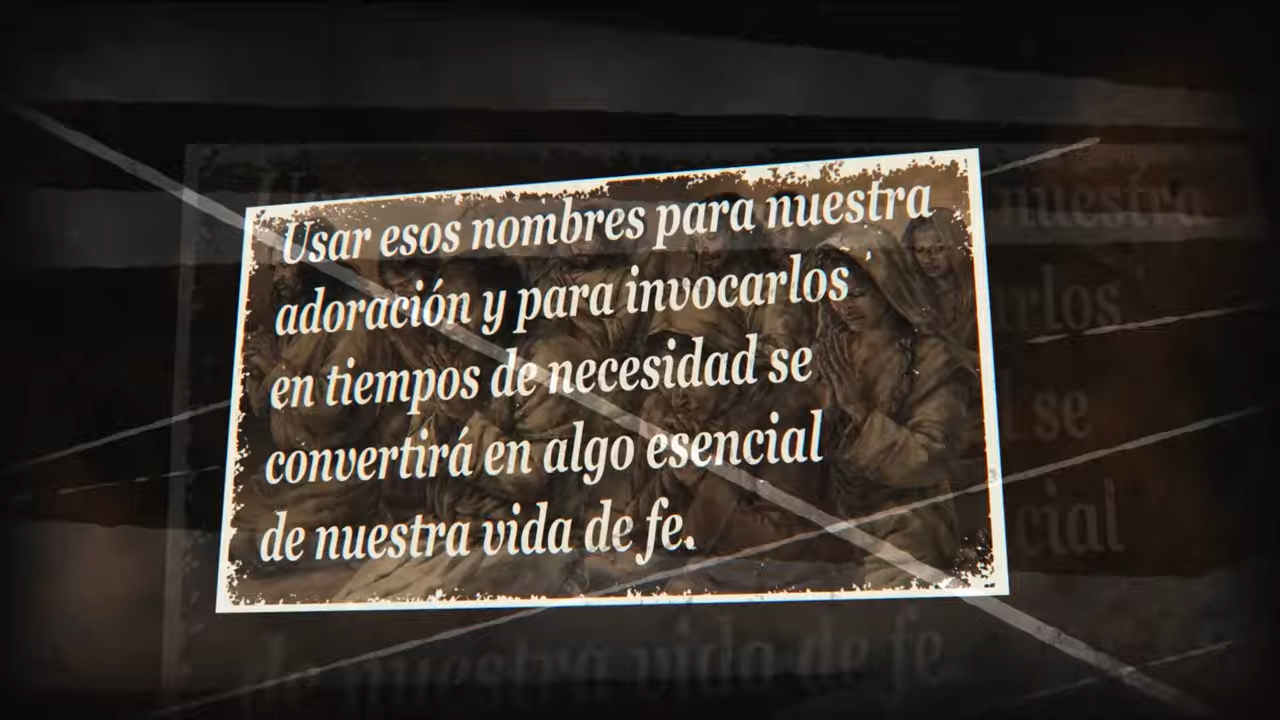 Usar esos nombres para nuestra
adoración y para invocarlos
en tiempos de necesidad se
convertirá en algo esencial
de nuestra vida de fe.